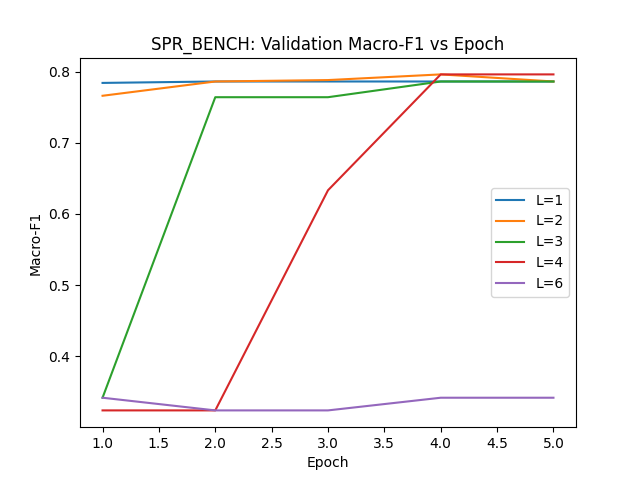 SPR_BENCH: Validation Macro-F1 vs Epoch
Macro-F1
0.8
0.7
0.6
0.5
0.4
L=1
L=2
L=3
L=4
L=6
1.0 1.5 2.0 2.5 3.0 3.5 4.0 4.5 5.0
Epoch